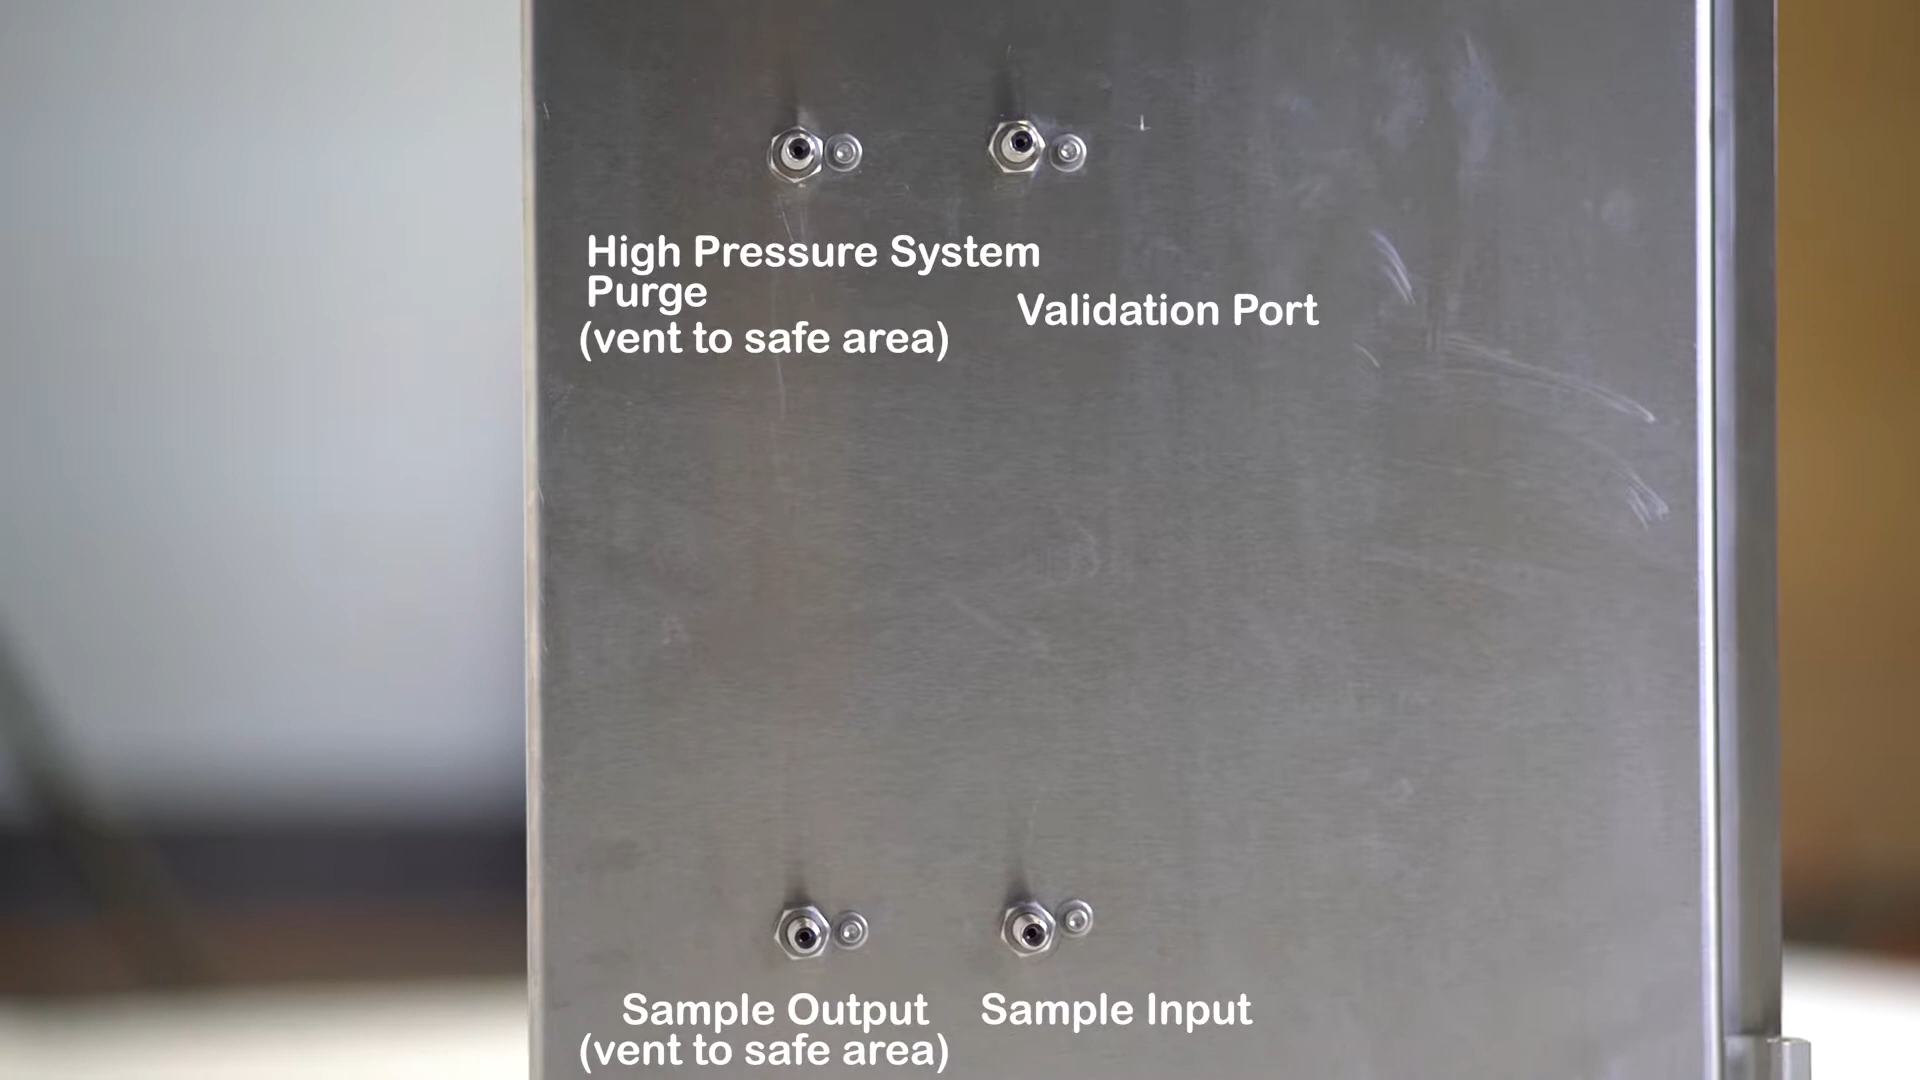 High Pressure System
Purge
(vent to safe area)
Validation Port
Sample Output
(vent to safe area)
Sample Input